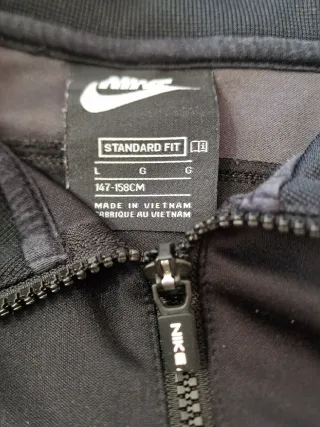 NIKE
STANDARD FIT
L G G
147-158CM
MADE IN VIETNAM
FABRIQUE AU VIETNAM
NIKE